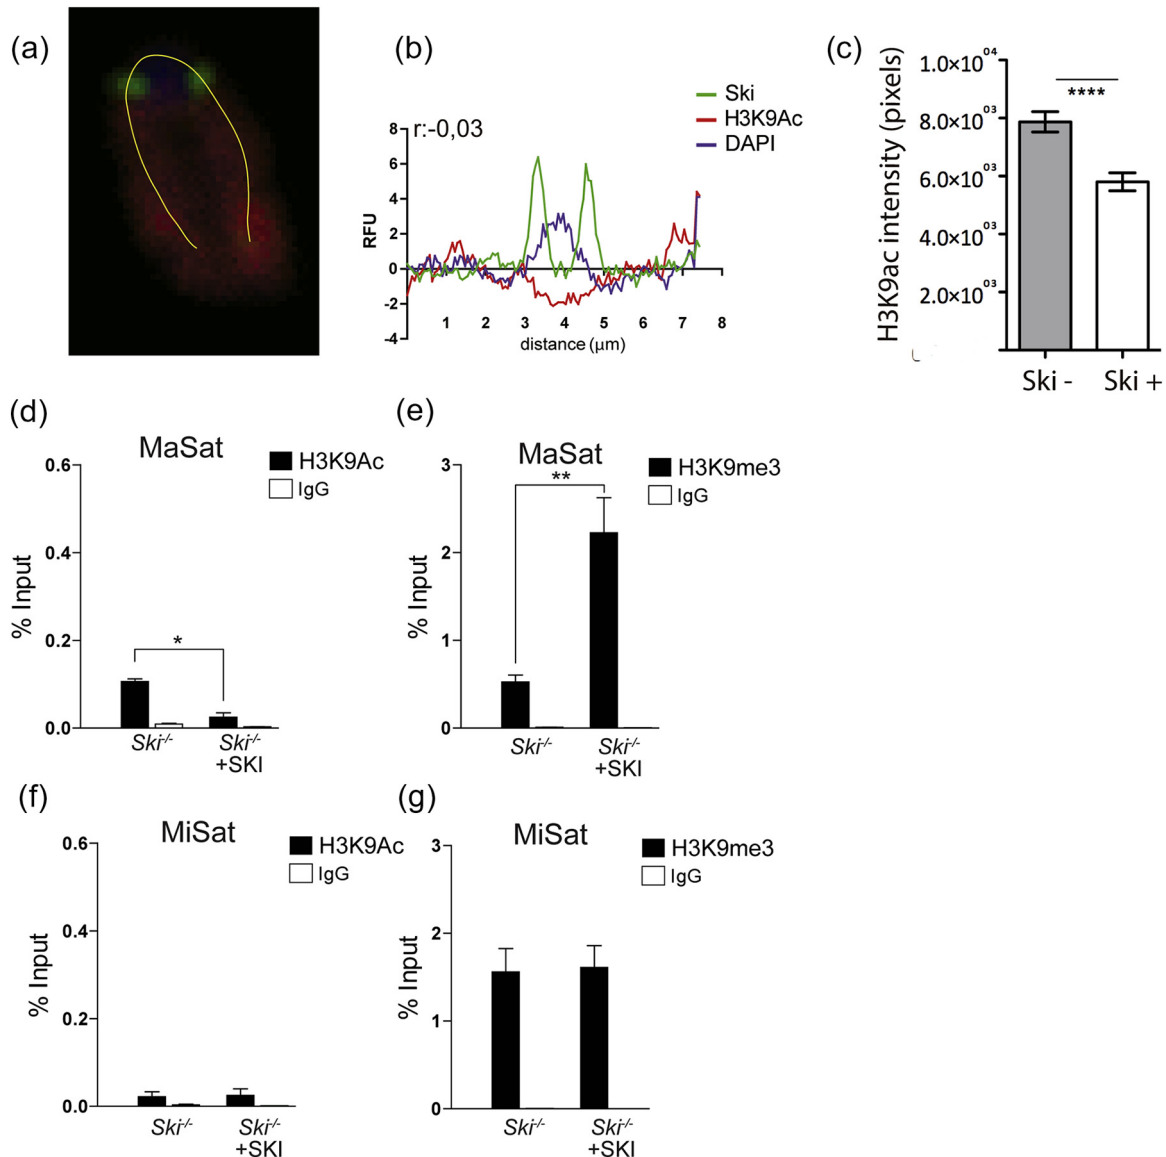 (a)
(b)
r:-0,03
Ski
H3K9Ac
DAPI
8
6
4
2
0
-2
-4
RFU
1 2 3 4 5 6 7 8
distance (µm)
(c)
H3K9ac intensity (pixels)
1.0×10⁰⁴
8.0×10⁰³
6.0×10⁰³
4.0×10⁰³
2.0×10⁰³
****
Ski - Ski +
(d)
MaSat
H3K9Ac
IgG
% Input
0.6
0.4
0.2
0.0
*
Ski-/- Ski-/-
+SKI
(e)
MaSat
H3K9me3
IgG
% Input
3
2
1
0
**
Ski-/- Ski-/-
+SKI
(f)
MiSat
H3K9Ac
IgG
% Input
0.6
0.4
0.2
0.0
Ski-/- Ski-/-
+SKI
(g)
MiSat
H3K9me3
IgG
% Input
3
2
1
0
Ski-/- Ski-/-
+SKI